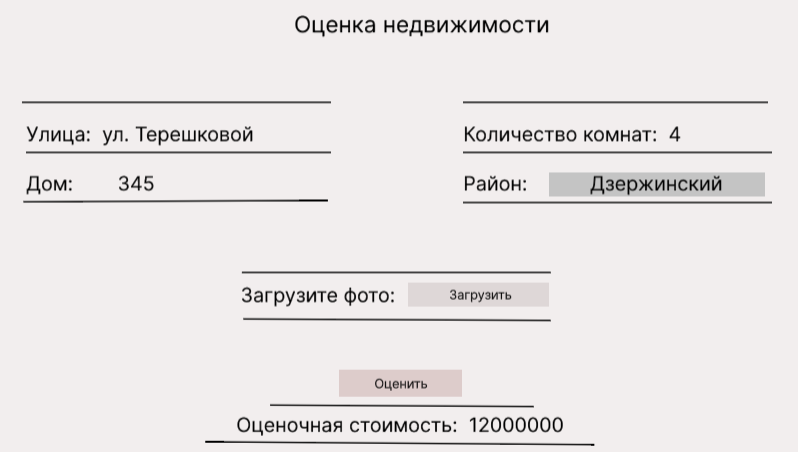 Оценка недвижимости
Улица: ул. Терешковой
Количество комнат: 4
Дом: 345
Район: Дзержинский
Загрузите фото: Загрузить
Оценить
Оценочная стоимость: 12000000